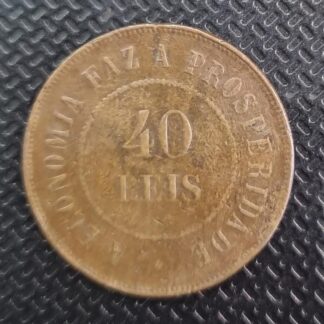 A ECONOMIA FAZ A PROSPERIDADE
40
REIS